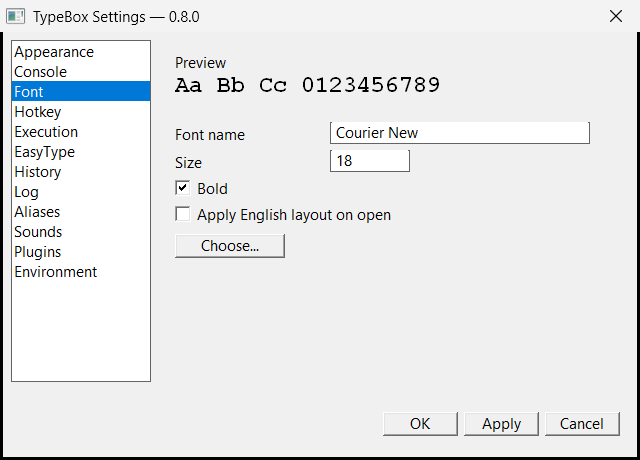 TypeBox Settings — 0.8.0
Appearance
Console
Font
Hotkey
Execution
EasyType
History
Log
Aliases
Sounds
Plugins
Environment
Preview
Aa Bb Cc 0123456789
Font name
Courier New
Size
18
Bold
Apply English layout on open
Choose...
OK
Apply
Cancel